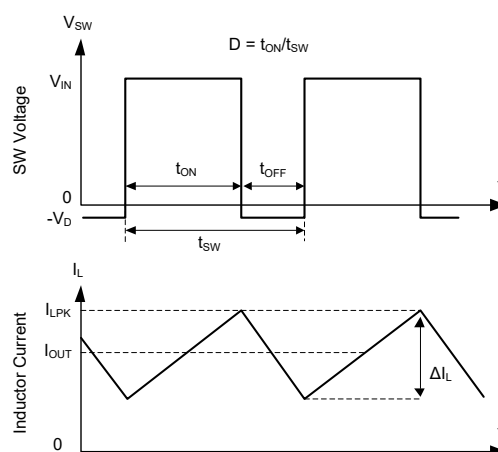 V_SW
D = t_ON/t_SW
V_IN
SW Voltage
t_ON
t_OFF
0
t
-V_D
t_SW
I_L
I_LPK
I_OUT
Inductor Current
ΔI_L
0
t